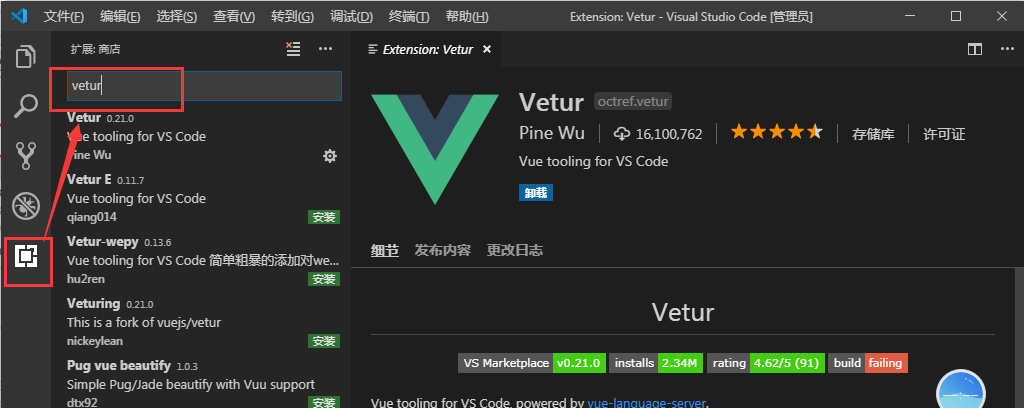 文件(F) 编辑(E) 选择(S) 查看(V) 转到(G) 调试(D) 终端(T) 帮助(H) Extension: Vetur - Visual Studio Code [管理员]
扩展: 商店
Extension: Vetur
vetur
Vetur 0.21.0
Vue tooling for VS Code
Pine Wu
Vetur E 0.11.7
Vue tooling for VS Code
qiang014 安装
Vetur-wepy 0.13.6
Vue tooling for VS Code 简单粗暴的添加对we...
hu2ren 安装
Veturing 0.21.0
This is a fork of vuejs/vetur
nickeylean 安装
Pug vue beautify 1.0.3
Simple Pug/Jade beautify with Vuu support
dtx92 安装
Vetur octref.vetur
Pine Wu 16,100,762 存储库 许可证
Vue tooling for VS Code
卸载
细节 发布内容 更改日志
Vetur
VS Marketplace v0.21.0 installs 2.34M rating 4.62/5 (91) build failing
Vue tooling for VS Code, powered by vue-language-server.